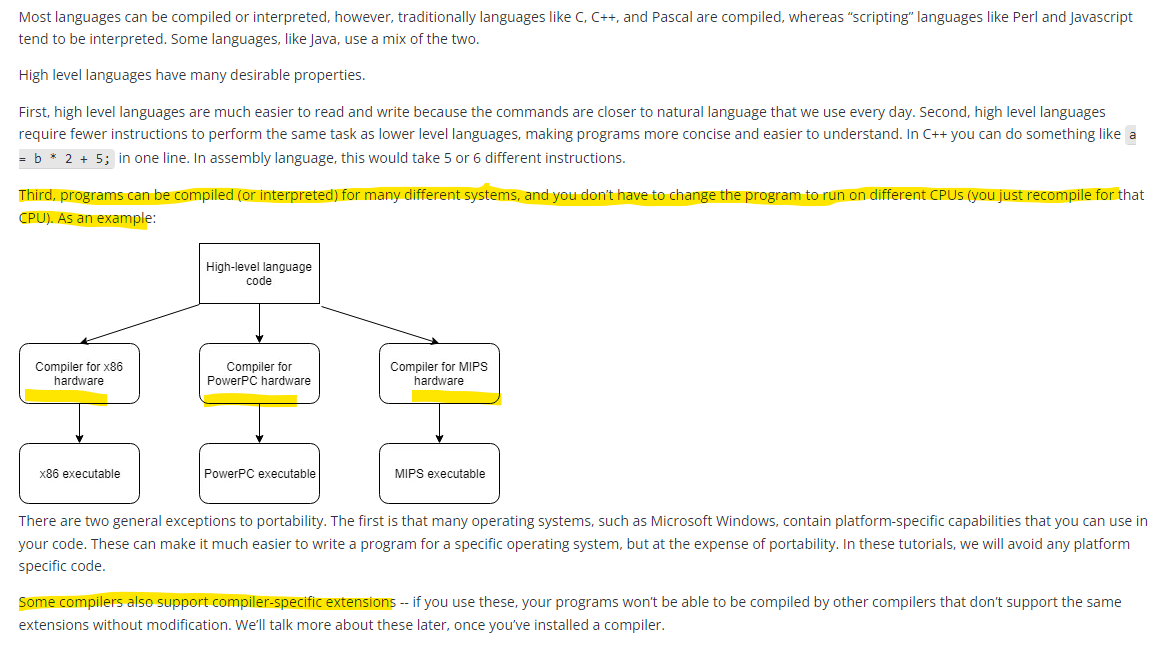 Most languages can be compiled or interpreted, however, traditionally languages like C, C++, and Pascal are compiled, whereas “scripting” languages like Perl and Javascript
tend to be interpreted. Some languages, like Java, use a mix of the two.
High level languages have many desirable properties.
First, high level languages are much easier to read and write because the commands are closer to natural language that we use every day. Second, high level languages
require fewer instructions to perform the same task as lower level languages, making programs more concise and easier to understand. In C++ you can do something like a
= b * 2 + 5; in one line. In assembly language, this would take 5 or 6 different instructions.
Third, programs can be compiled (or interpreted) for many different systems, and you don’t have to change the program to run on different CPUs (you just recompile for that
CPU). As an example:
High-level language
code
Compiler for x86
hardware
Compiler for
PowerPC hardware
Compiler for MIPS
hardware
x86 executable
PowerPC executable
MIPS executable
There are two general exceptions to portability. The first is that many operating systems, such as Microsoft Windows, contain platform-specific capabilities that you can use in
your code. These can make it much easier to write a program for a specific operating system, but at the expense of portability. In these tutorials, we will avoid any platform
specific code.
Some compilers also support compiler-specific extensions -- if you use these, your programs won’t be able to be compiled by other compilers that don’t support the same
extensions without modification. We’ll talk more about these later, once you’ve installed a compiler.